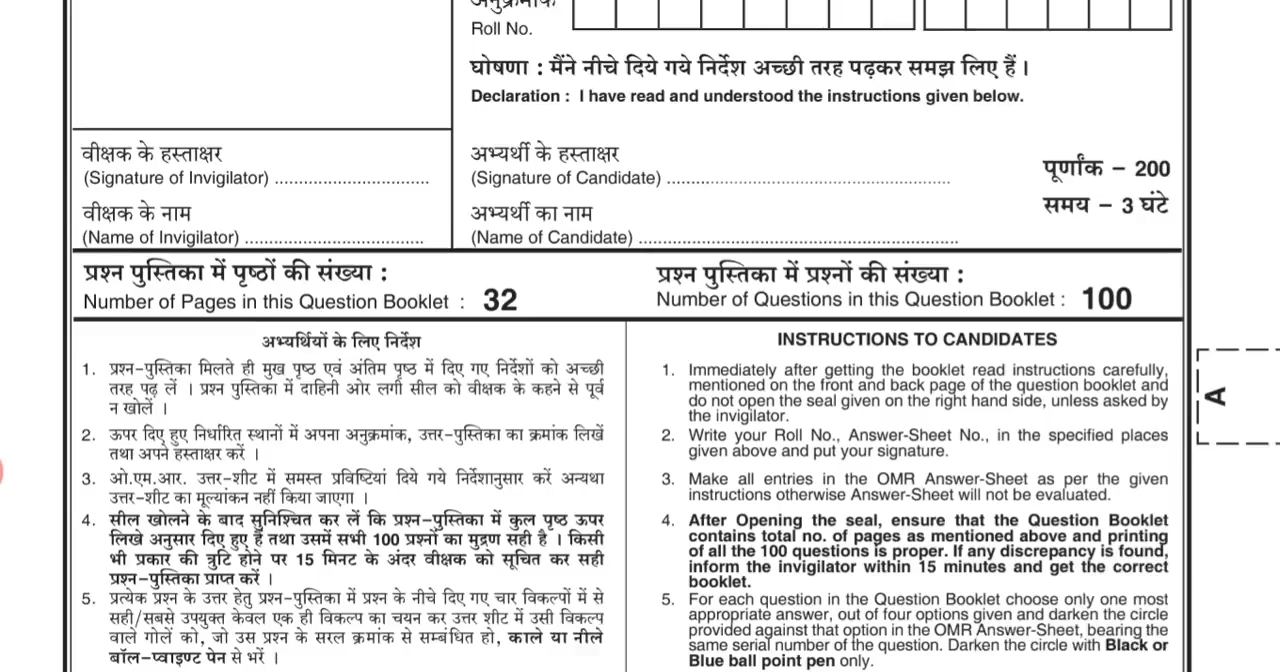 अनुक्रमांक
Roll No.
घोषणा : मैंने नीचे दिये गये निर्देश अच्छी तरह पढ़कर समझ लिए हैं ।
Declaration : I have read and understood the instructions given below.
वीक्षक के हस्ताक्षर
(Signature of Invigilator) ...............................
वीक्षक के नाम
(Name of Invigilator) ....................................
अभ्यर्थी के हस्ताक्षर
(Signature of Candidate) .........................................................
अभ्यर्थी का नाम
(Name of Candidate) ................................................................
पूर्णांक – 200
समय – 3 घंटे
प्रश्न पुस्तिका में पृष्ठों की संख्या :
Number of Pages in this Question Booklet : 32
प्रश्न पुस्तिका में प्रश्नों की संख्या :
Number of Questions in this Question Booklet : 100
अभ्यर्थियों के लिए निर्देश
1. प्रश्न-पुस्तिका मिलते ही मुख पृष्ठ एवं अंतिम पृष्ठ में दिए गए निर्देशों को अच्छी
तरह पढ़ लें । प्रश्न पुस्तिका में दाहिनी ओर लगी सील को वीक्षक के कहने से पूर्व
न खोलें ।
2. ऊपर दिए हुए निर्धारित स्थानों में अपना अनुक्रमांक, उत्तर-पुस्तिका का क्रमांक लिखें
तथा अपने हस्ताक्षर करें ।
3. ओ.एम.आर. उत्तर-शीट में समस्त प्रविष्टियां दिये गये निर्देशानुसार करें अन्यथा
उत्तर-शीट का मूल्यांकन नहीं किया जाएगा ।
4. सील खोलने के बाद सुनिश्चित कर लें कि प्रश्न-पुस्तिका में कुल पृष्ठ ऊपर
लिखे अनुसार दिए हुए हैं तथा उसमें सभी 100 प्रश्नों का मुद्रण सही है । किसी
भी प्रकार की त्रुटि होने पर 15 मिनट के अंदर वीक्षक को सूचित कर सही
प्रश्न-पुस्तिका प्राप्त करें ।
5. प्रत्येक प्रश्न के उत्तर हेतु प्रश्न-पुस्तिका में प्रश्न के नीचे दिए गए चार विकल्पों में से
सही/सबसे उपयुक्त केवल एक ही विकल्प का चयन कर उत्तर शीट में उसी विकल्प
वाले गोलें को, जो उस प्रश्न के सरल क्रमांक से सम्बंधित हो, काले या नीले
बॉल-प्वाइण्ट पेन से भरें ।
INSTRUCTIONS TO CANDIDATES
1. Immediately after getting the booklet read instructions carefully,
mentioned on the front and back page of the question booklet and
do not open the seal given on the right hand side, unless asked by
the invigilator.
2. Write your Roll No., Answer-Sheet No., in the specified places
given above and put your signature.
3. Make all entries in the OMR Answer-Sheet as per the given
instructions otherwise Answer-Sheet will not be evaluated.
4. After Opening the seal, ensure that the Question Booklet
contains total no. of pages as mentioned above and printing
of all the 100 questions is proper. If any discrepancy is found,
inform the invigilator within 15 minutes and get the correct
booklet.
5. For each question in the Question Booklet choose only one most
appropriate answer, out of four options given and darken the circle
provided against that option in the OMR Answer-Sheet, bearing the
same serial number of the question. Darken the circle with Black or
Blue ball point pen only.
A